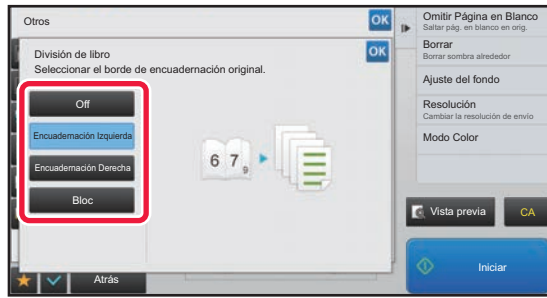 Otros
OK
División de libro
Seleccionar el borde de encuadernación original.
OK
Off
Encuadernación Izquierda
Encuadernación Derecha
Bloc
6 7 9
Atrás
Omitir Página en Blanco
Saltar pág. en blanco en orig.
Borrar
Borrar sombra alrededor
Ajuste del fondo
Resolución
Cambiar la resolución de envío
Modo Color
Vista previa
CA
Iniciar